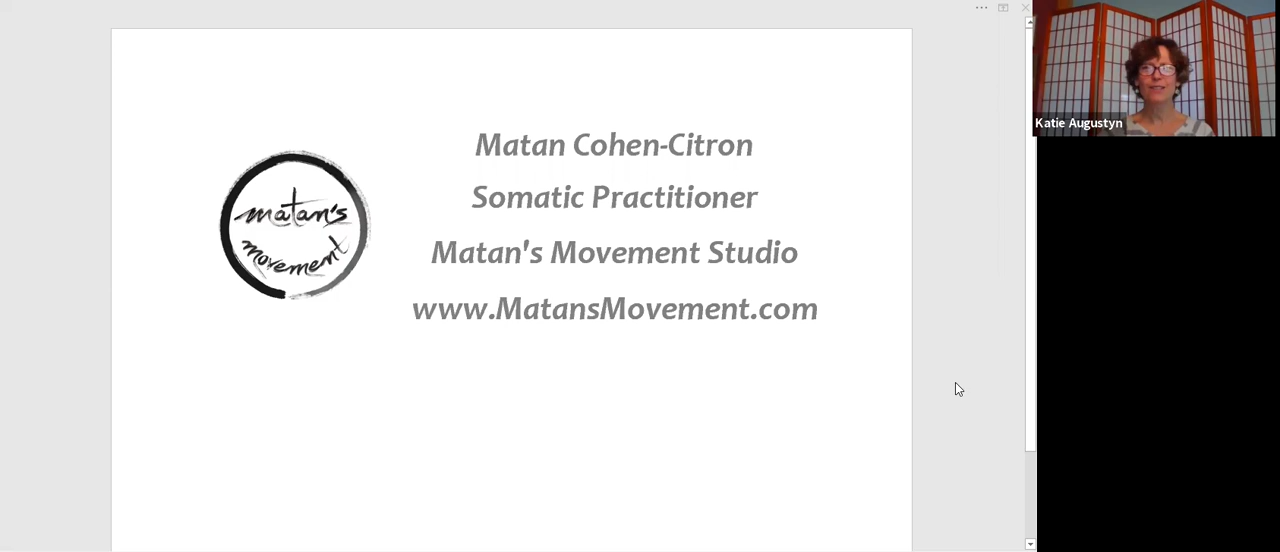 matan's
movement
Matan Cohen-Citron
Somatic Practitioner
Matan's Movement Studio
www.MatansMovement.com
Katie Augustyn